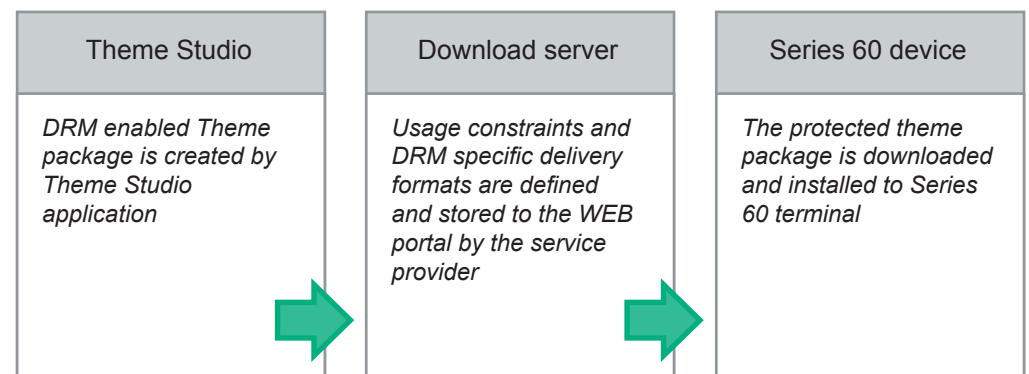 Theme Studio
DRM enabled Theme
package is created by
Theme Studio
application
Download server
Usage constraints and
DRM specific delivery
formats are defined
and stored to the WEB
portal by the service
provider
Series 60 device
The protected theme
package is downloaded
and installed to Series
60 terminal